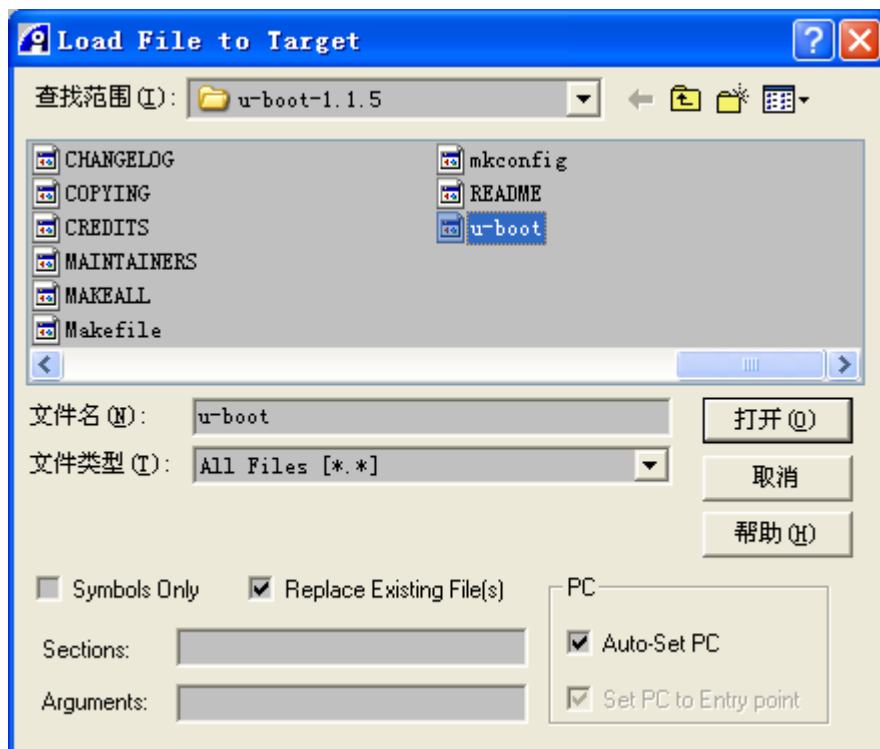 Load File to Target
查找范围(I): u-boot-1.1.5
CHANGELOG
COPYING
CREDITS
MAINTAINERS
MAKEALL
Makefile
mkconfig
README
u-boot
文件名(N): u-boot 打开(O)
文件类型(T): All Files [*.*] 取消
帮助(H)
Symbols Only Replace Existing File(s)
Sections:
Arguments:
PC
Auto-Set PC
Set PC to Entry point